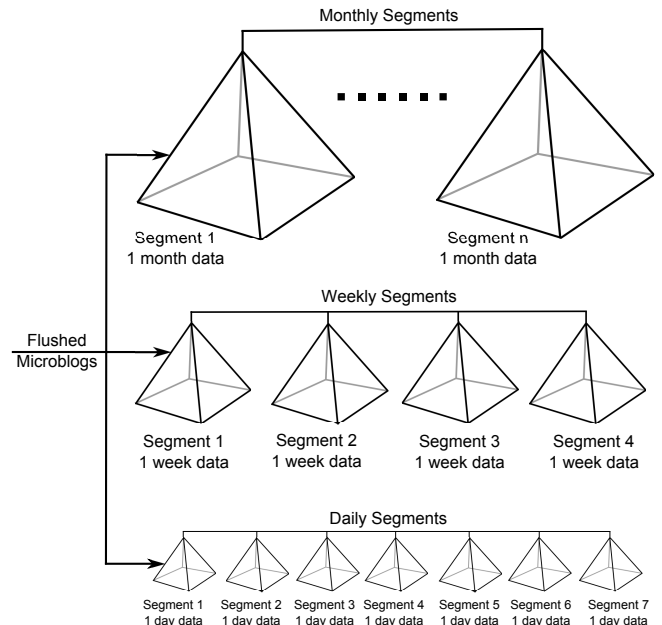 Monthly Segments
Segment 1
1 month data
Segment n
1 month data
Weekly Segments
Flushed
Microblogs
Segment 1
1 week data
Segment 2
1 week data
Segment 3
1 week data
Segment 4
1 week data
Daily Segments
Segment 1
1 day data
Segment 2
1 day data
Segment 3
1 day data
Segment 4
1 day data
Segment 5
1 day data
Segment 6
1 day data
Segment 7
1 day data